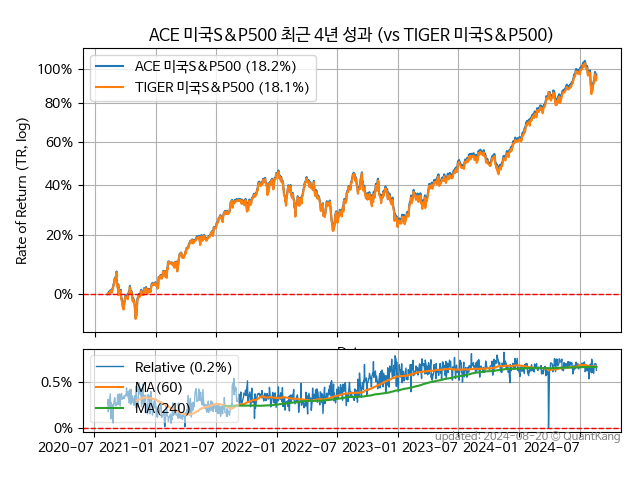 ACE 미국S&P500 최근 4년 성과 (vs TIGER 미국S&P500)
ACE 미국S&P500 (18.2%)
TIGER 미국S&P500 (18.1%)
Rate of Return (TR, log)
100%
80%
60%
40%
20%
0%
Relative (0.2%)
MA(60)
MA(240)
0.5%
0%
2020-07 2021-01 2021-07 2022-01 2022-07 2023-01 2023-07 2024-01 2024-07
updated: 2024-08-20 © QuantKang